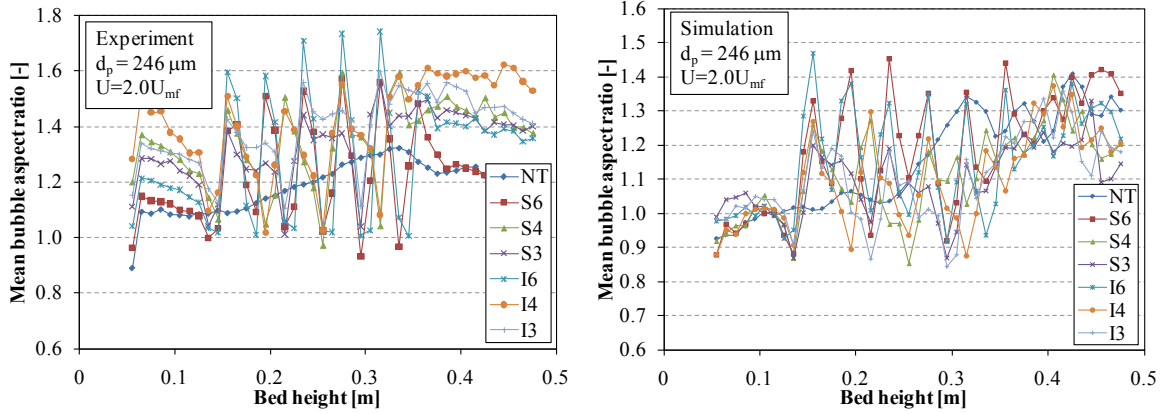 1.8
1.6
1.4
1.2
1.0
0.8
0.6
Mean bubble aspect ratio [-]
Experiment
d_p = 246 μm
U=2.0U_mf
NT
S6
S4
S3
I6
I4
I3
0 0.1 0.2 0.3 0.4 0.5
Bed height [m]
1.6
1.5
1.4
1.3
1.2
1.1
1.0
0.9
0.8
0.7
0.6
Mean bubble aspect ratio [-]
Simulation
d_p = 246 μm
U=2.0U_mf
NT
S6
S4
S3
I6
I4
I3
0 0.1 0.2 0.3 0.4 0.5
Bed height [m]